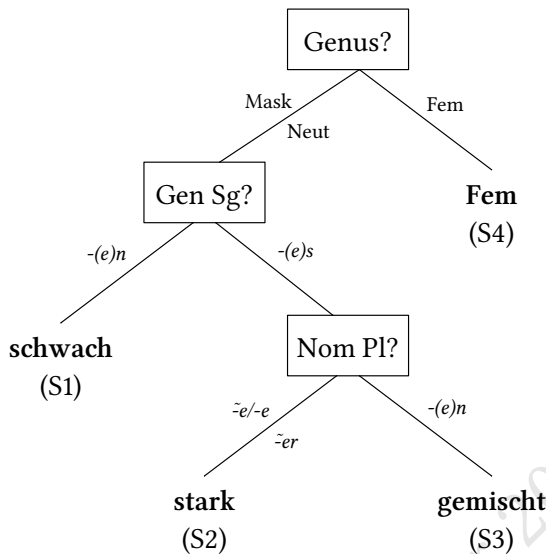 Genus?
Mask
Neut
Fem
Gen Sg?
Fem
(S4)
-(e)n
-(e)s
schwach
(S1)
Nom Pl?
-̃e/-e
-̃er
-(e)n
stark
(S2)
gemischt
(S3)